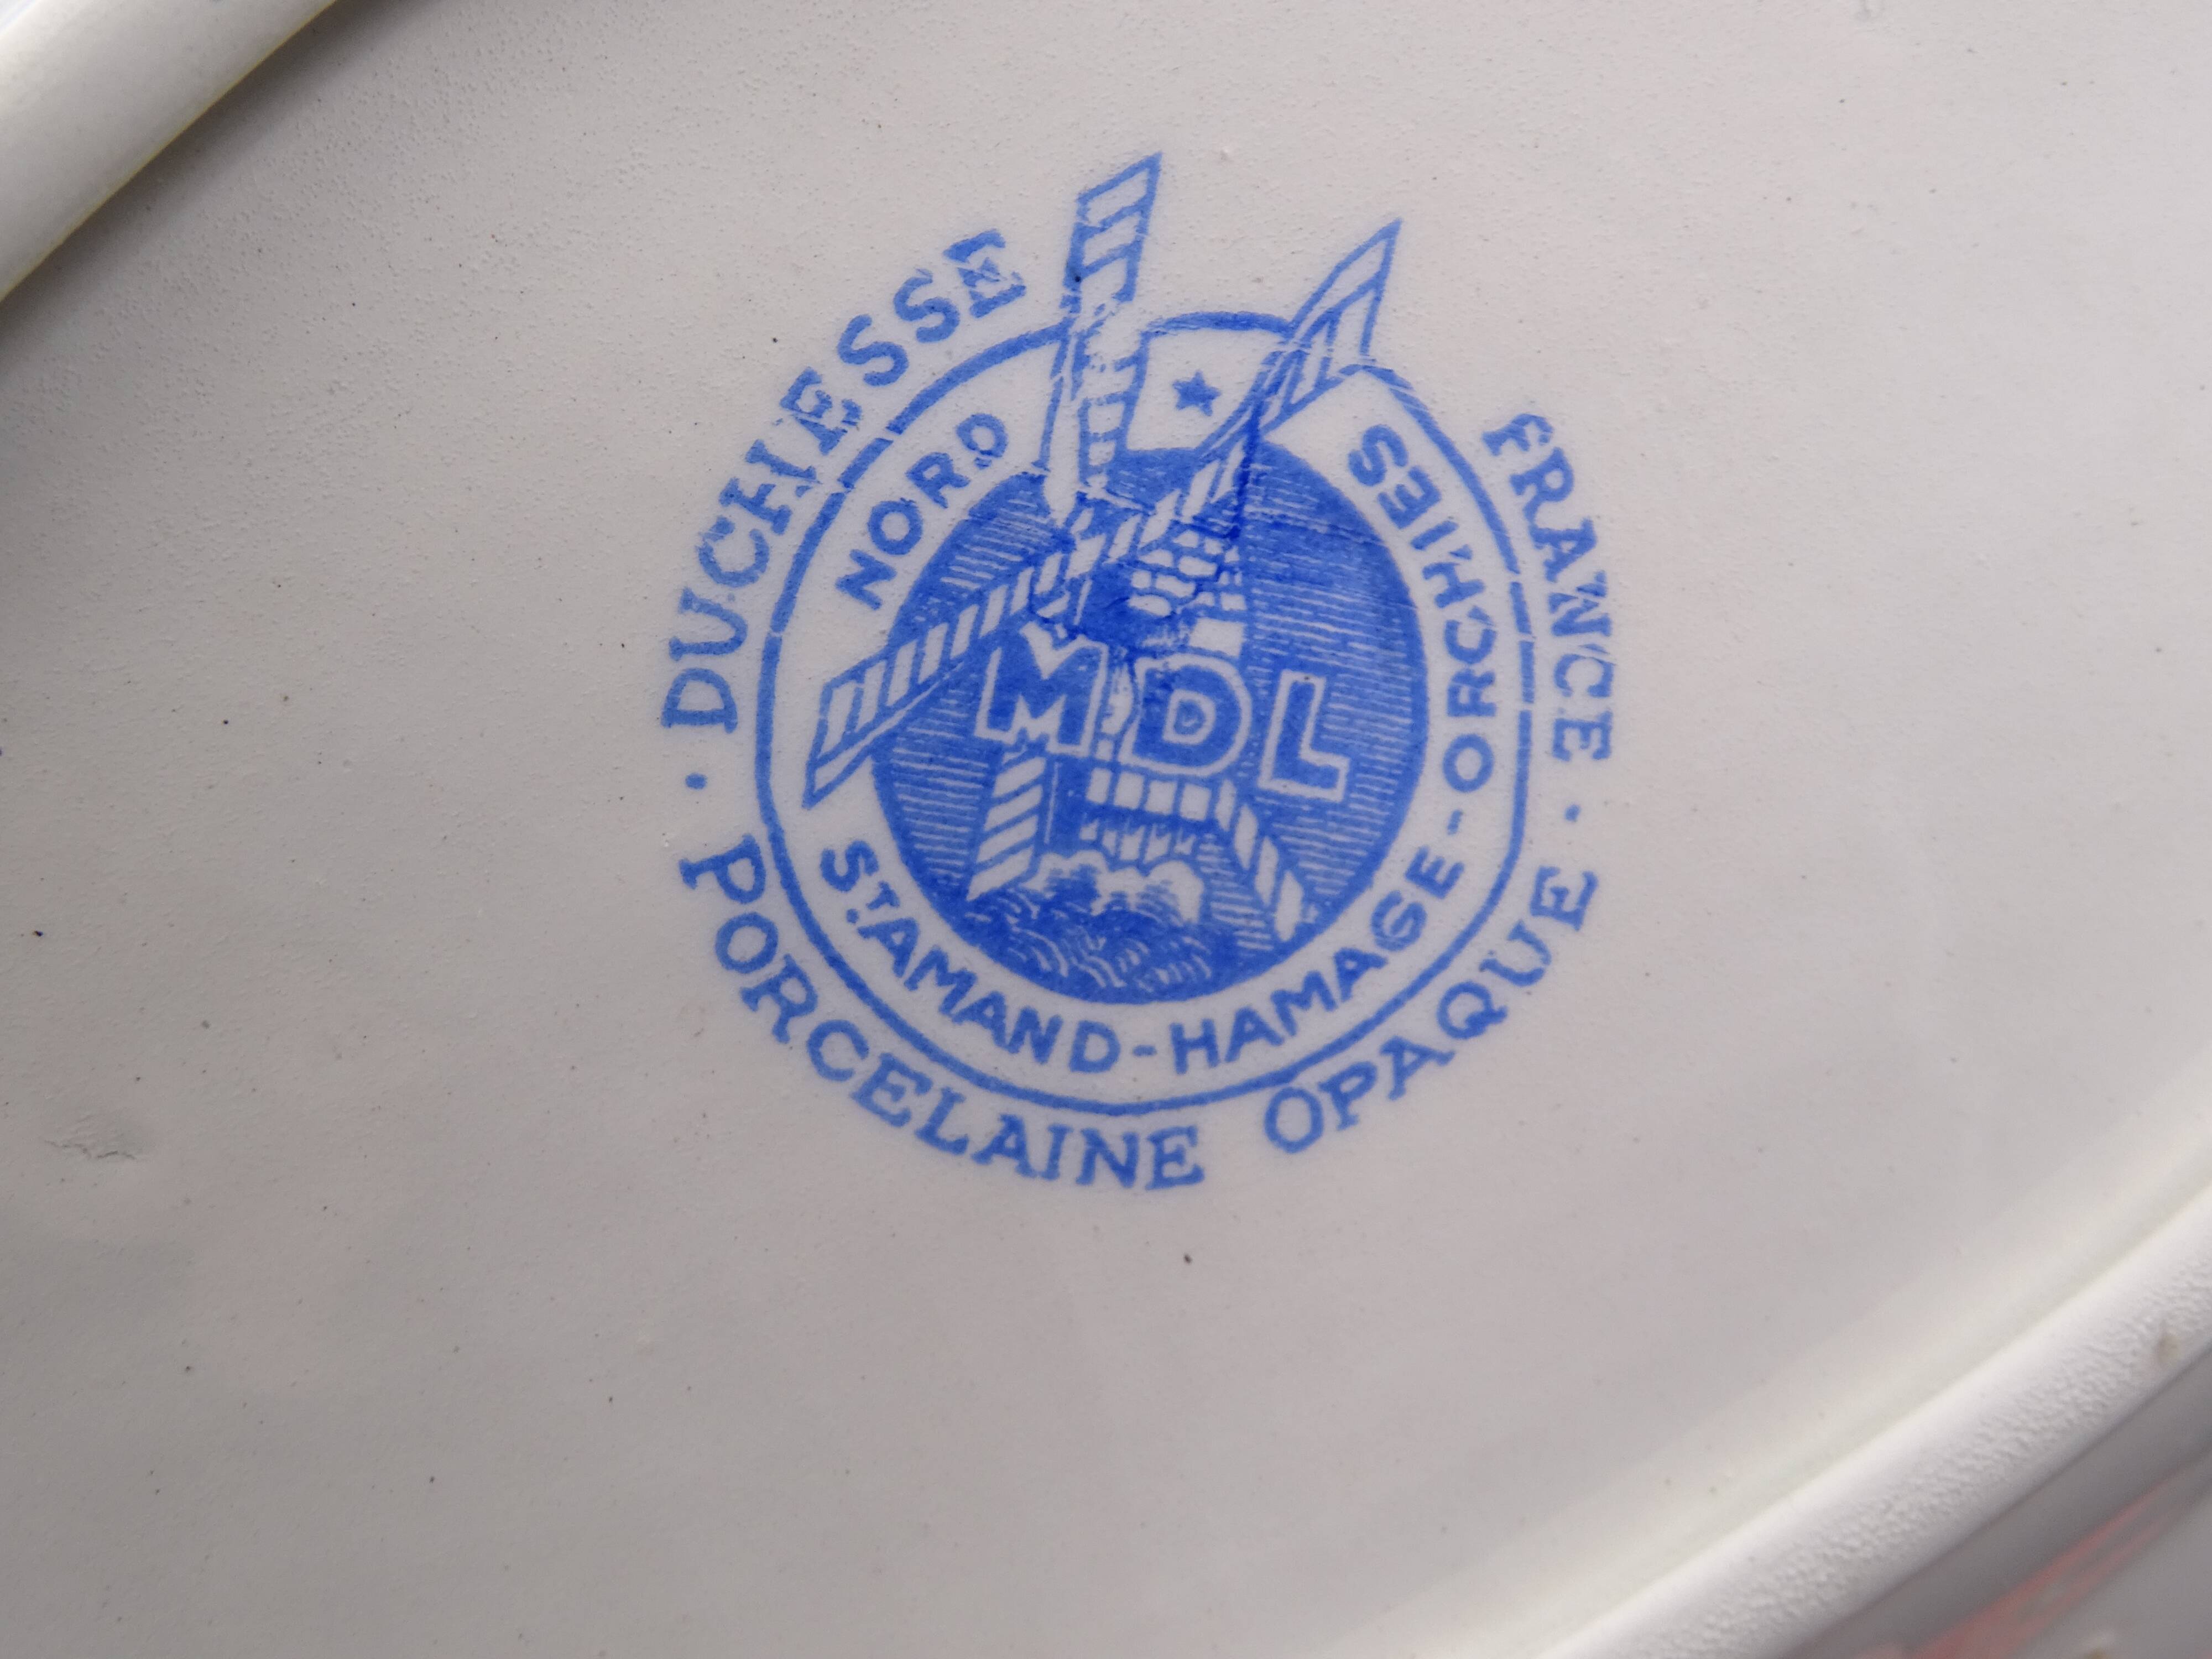 DUCHESSE
FRANCE
PORCELAINE OPAQUE
NORD
ST AMAND-HAMAGE-ORCHIES
MDL